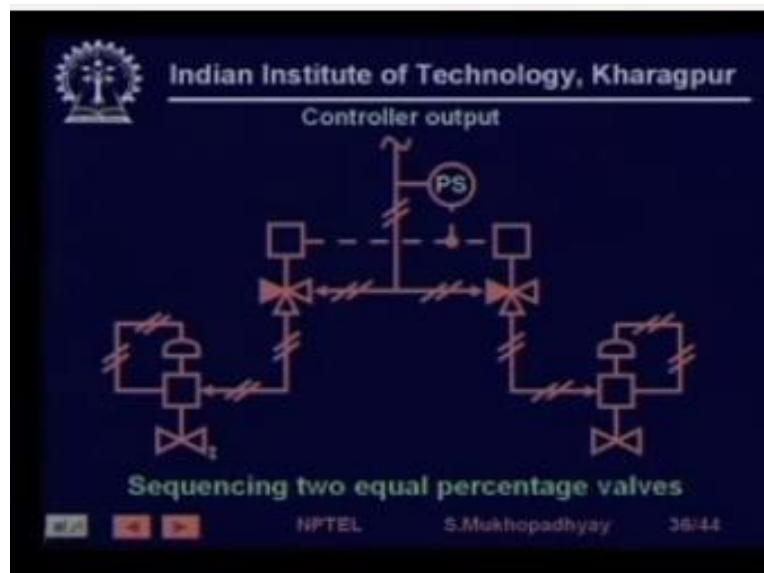 Indian Institute of Technology, Kharagpur
Controller output
PS
Sequencing two equal percentage valves
NPTEL S.Mukhopadhyay 36/44